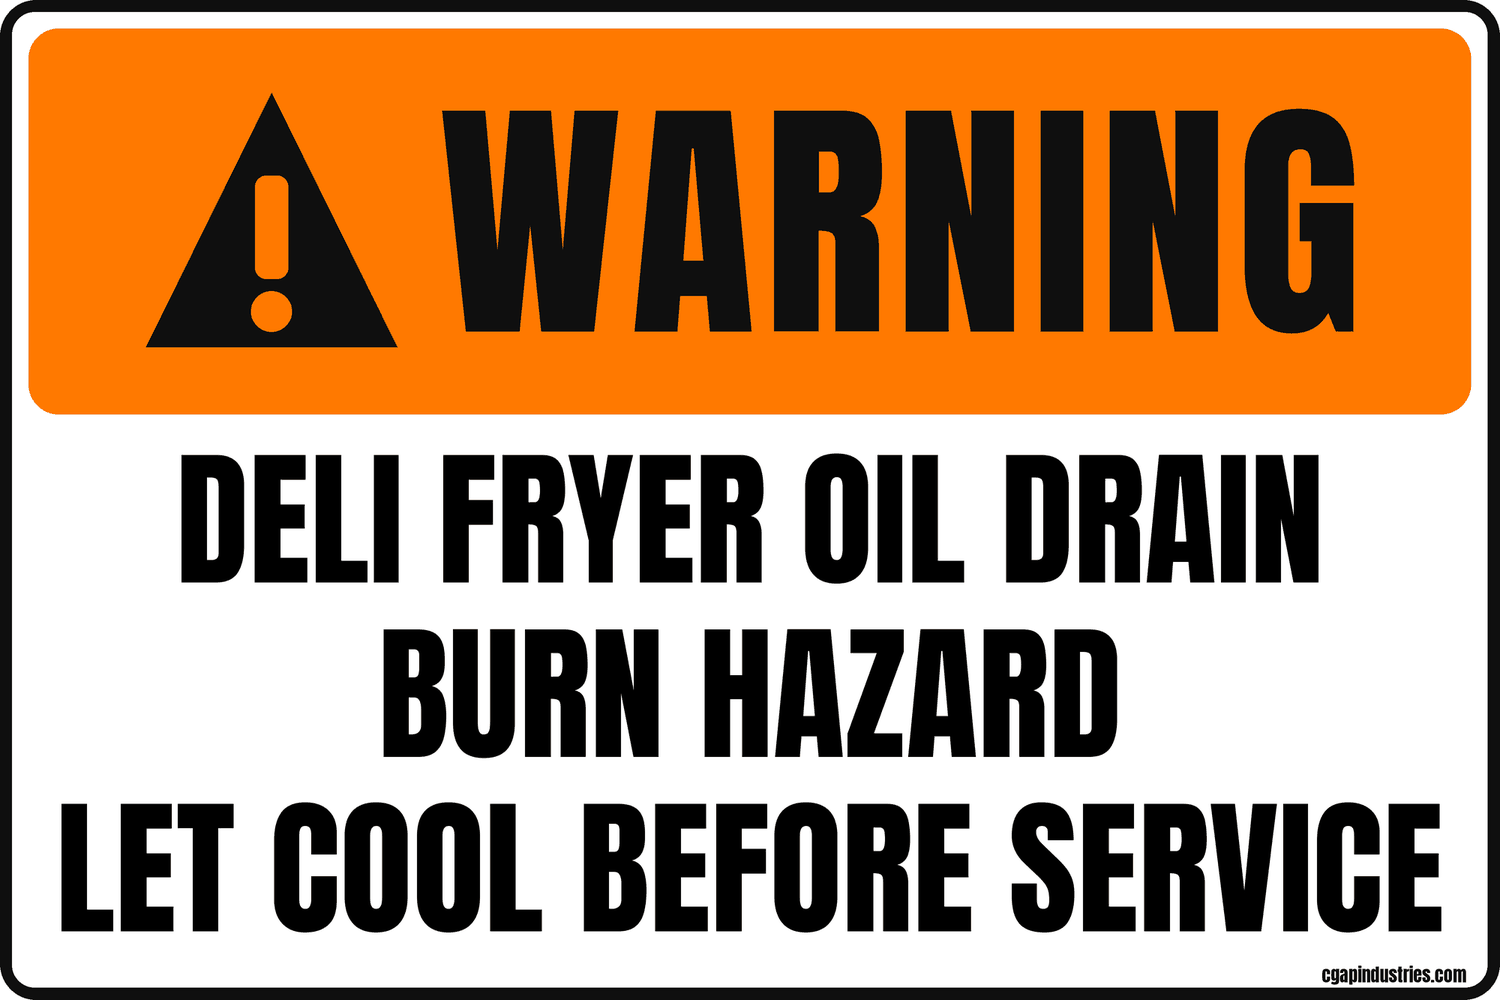 WARNING
DELI FRYER OIL DRAIN
BURN HAZARD
LET COOL BEFORE SERVICE
cgapindustries.com